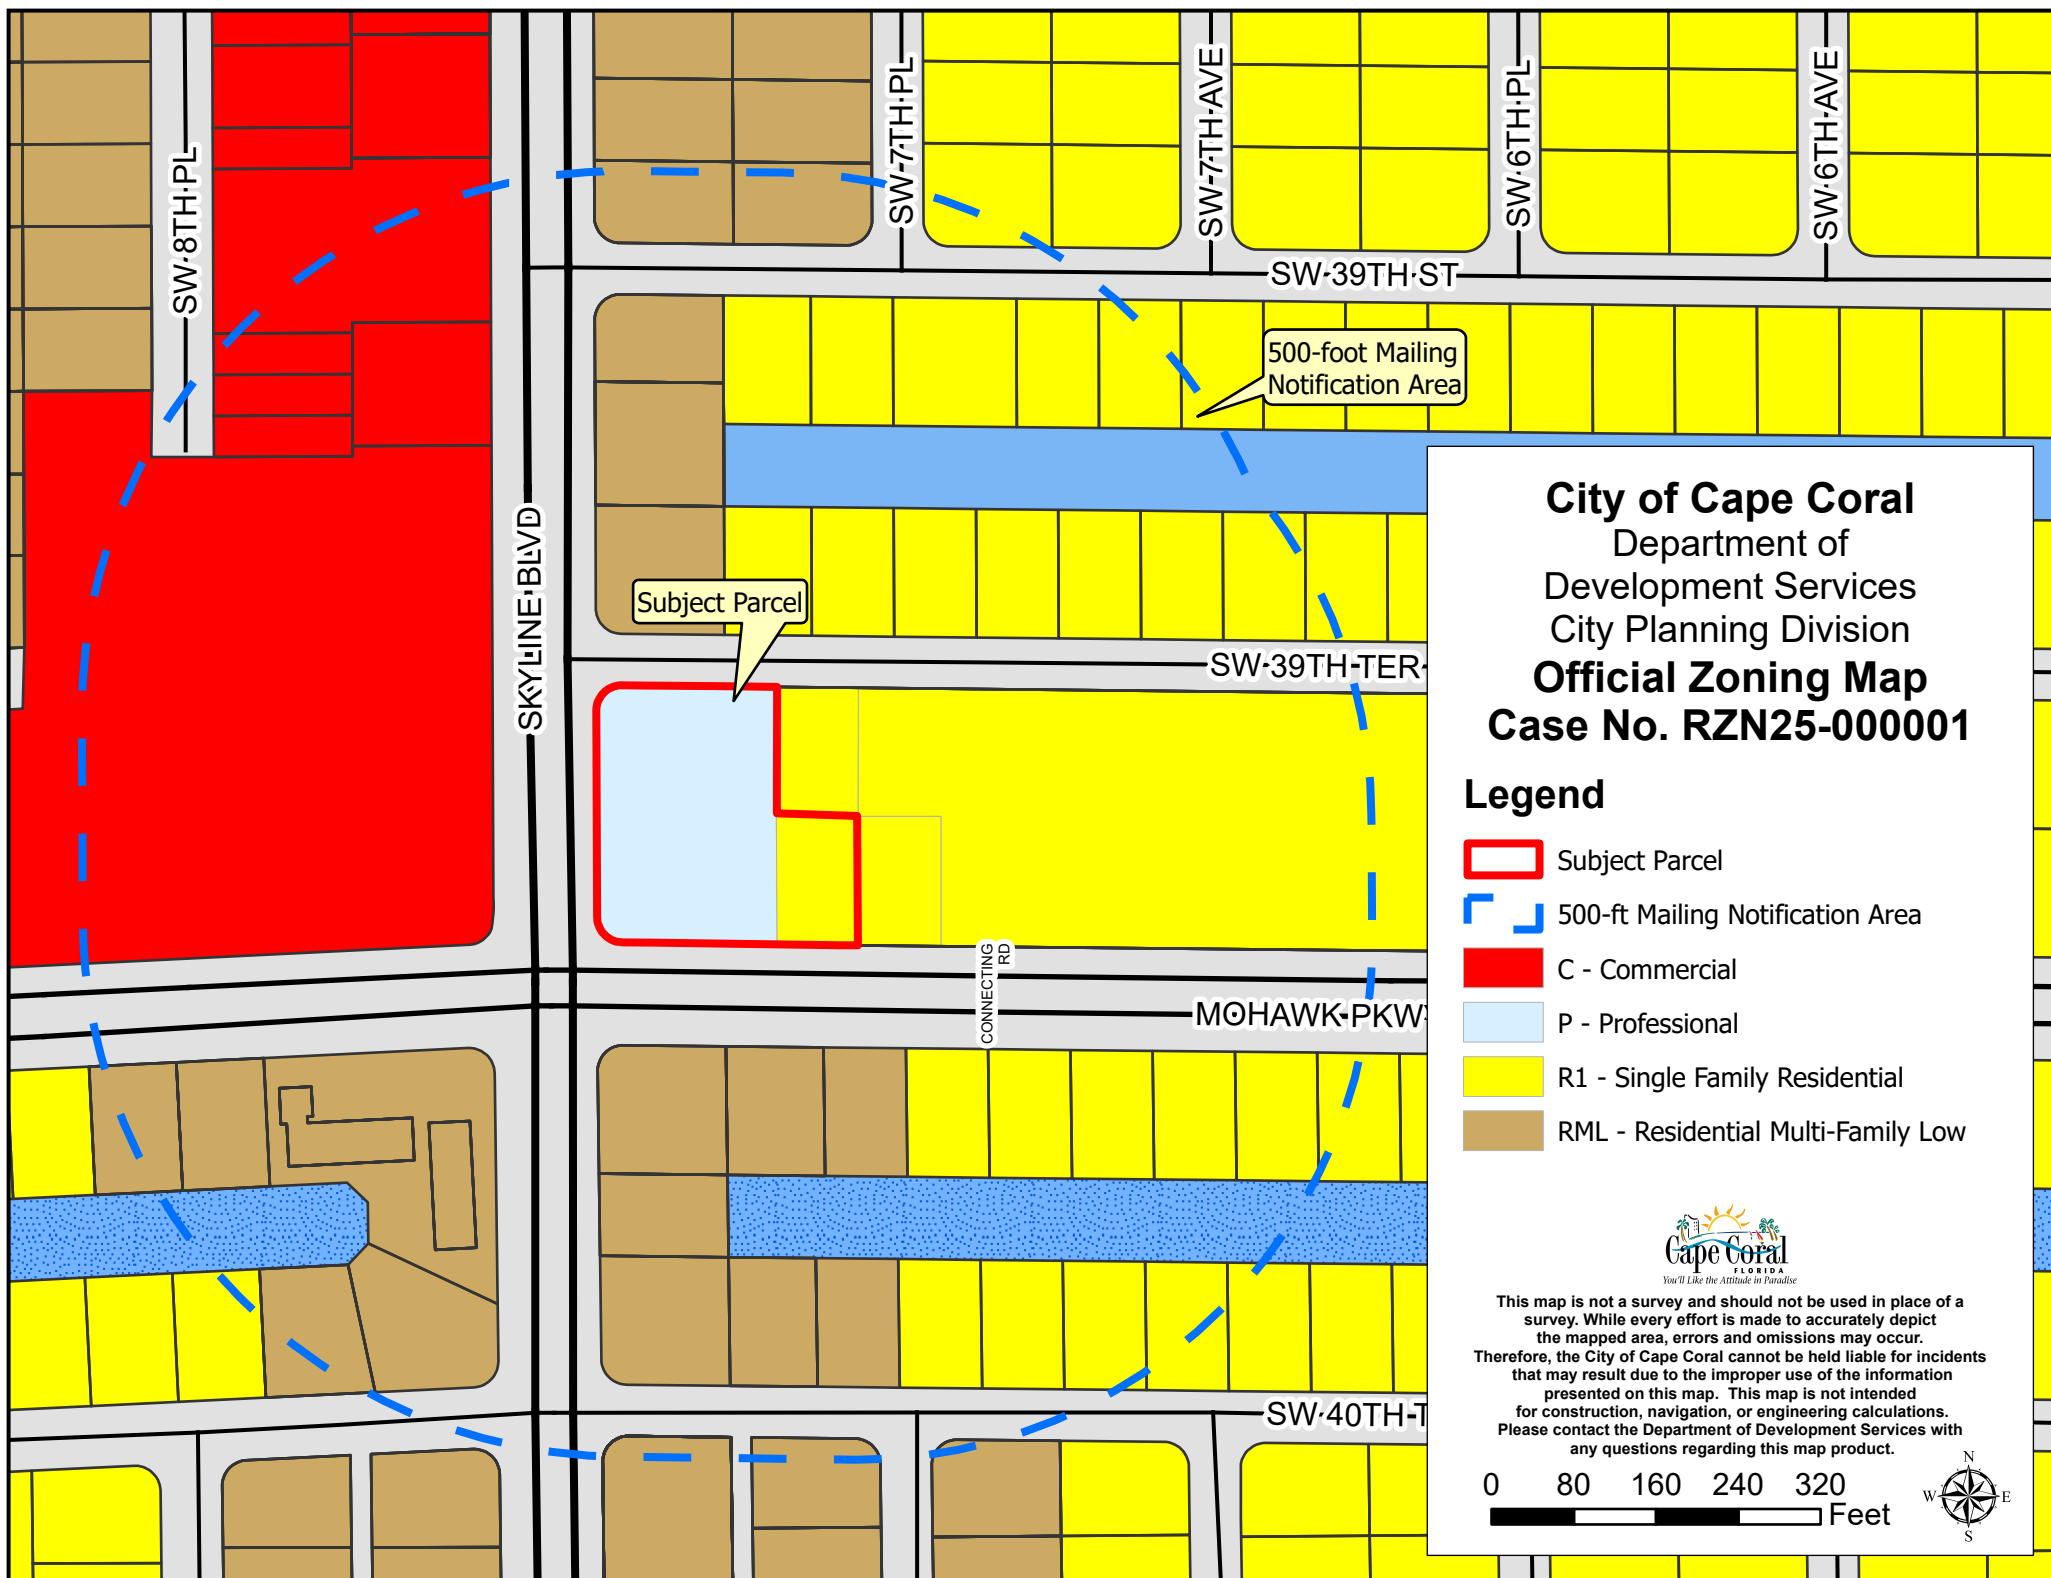 SW 8TH PL
SW 7TH PL
SW 7TH AVE
SW 6TH PL
SW 6TH AVE
SW 39TH ST
500-foot Mailing
Notification Area
SKYLINE BLVD
Subject Parcel
SW 39TH TER
CONNECTING
RD
MOHAWK PKW
SW 40TH T
City of Cape Coral
Department of
Development Services
City Planning Division
Official Zoning Map
Case No. RZN25-000001
Legend
Subject Parcel
500-ft Mailing Notification Area
C - Commercial
P - Professional
R1 - Single Family Residential
RML - Residential Multi-Family Low
Cape Coral
FLORIDA
You'll Like the Attitude in Paradise
This map is not a survey and should not be used in place of a
survey. While every effort is made to accurately depict
the mapped area, errors and omissions may occur.
Therefore, the City of Cape Coral cannot be held liable for incidents
that may result due to the improper use of the information
presented on this map. This map is not intended
for construction, navigation, or engineering calculations.
Please contact the Department of Development Services with
any questions regarding this map product.
0 80 160 240 320
Feet
N
W E
S